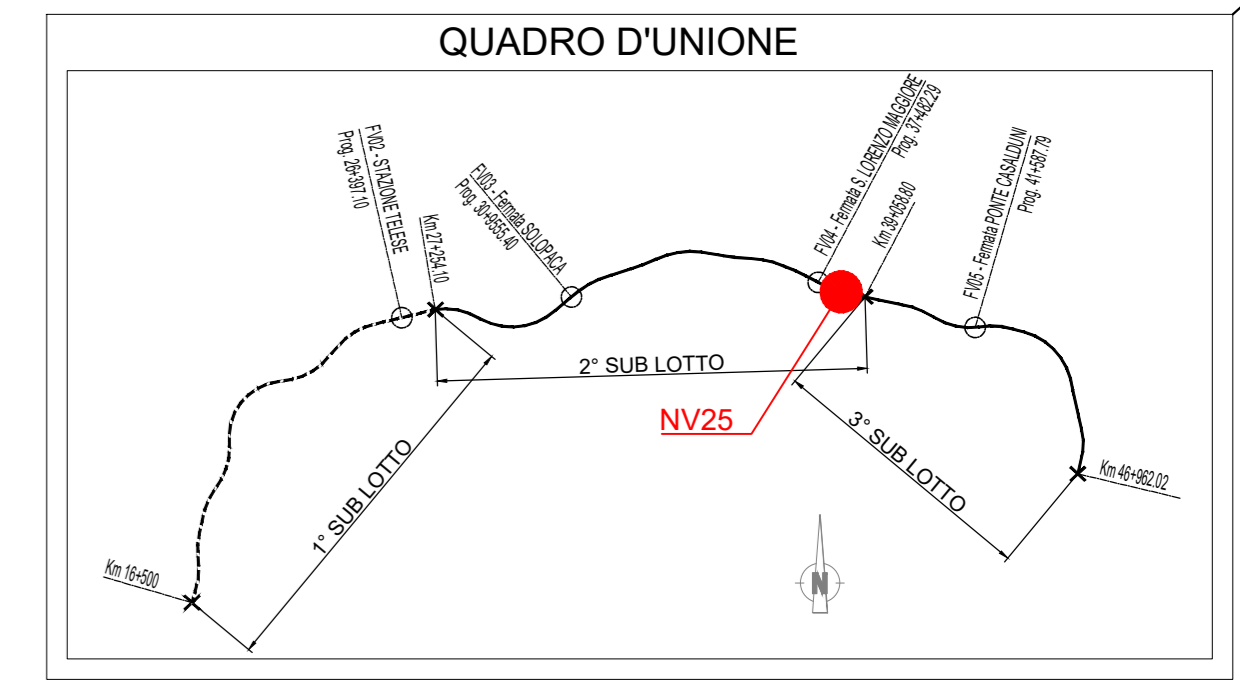 QUADRO D'UNIONE
FV02 - STAZIONE TELESE
Prog. 26+397.10
Km 27+254.10
FV03 - Fermata SOLOPACA
Prog. 30+9555.40
FV04 - Fermata S. LORENZO MAGGIORE
Prog. 37+482.29
Km 39+058.80
FV05 - Fermata PONTE CASALDUNI
Prog. 41+587.79
2° SUB LOTTO
NV25
1° SUB LOTTO
3° SUB LOTTO
Km 46+962.02
Km 16+500
N